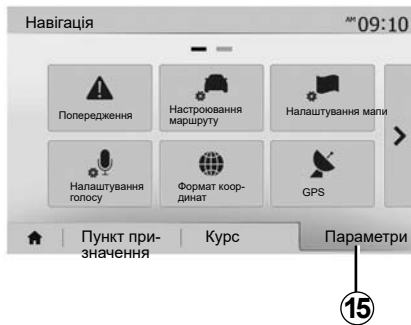 Навігація
AM 09:10
Попередження
Настроювання
маршруту
Налаштування мапи
Налаштування
голосу
Формат коор-
динат
GPS
Пункт при-
значення
Курс
Параметри
15